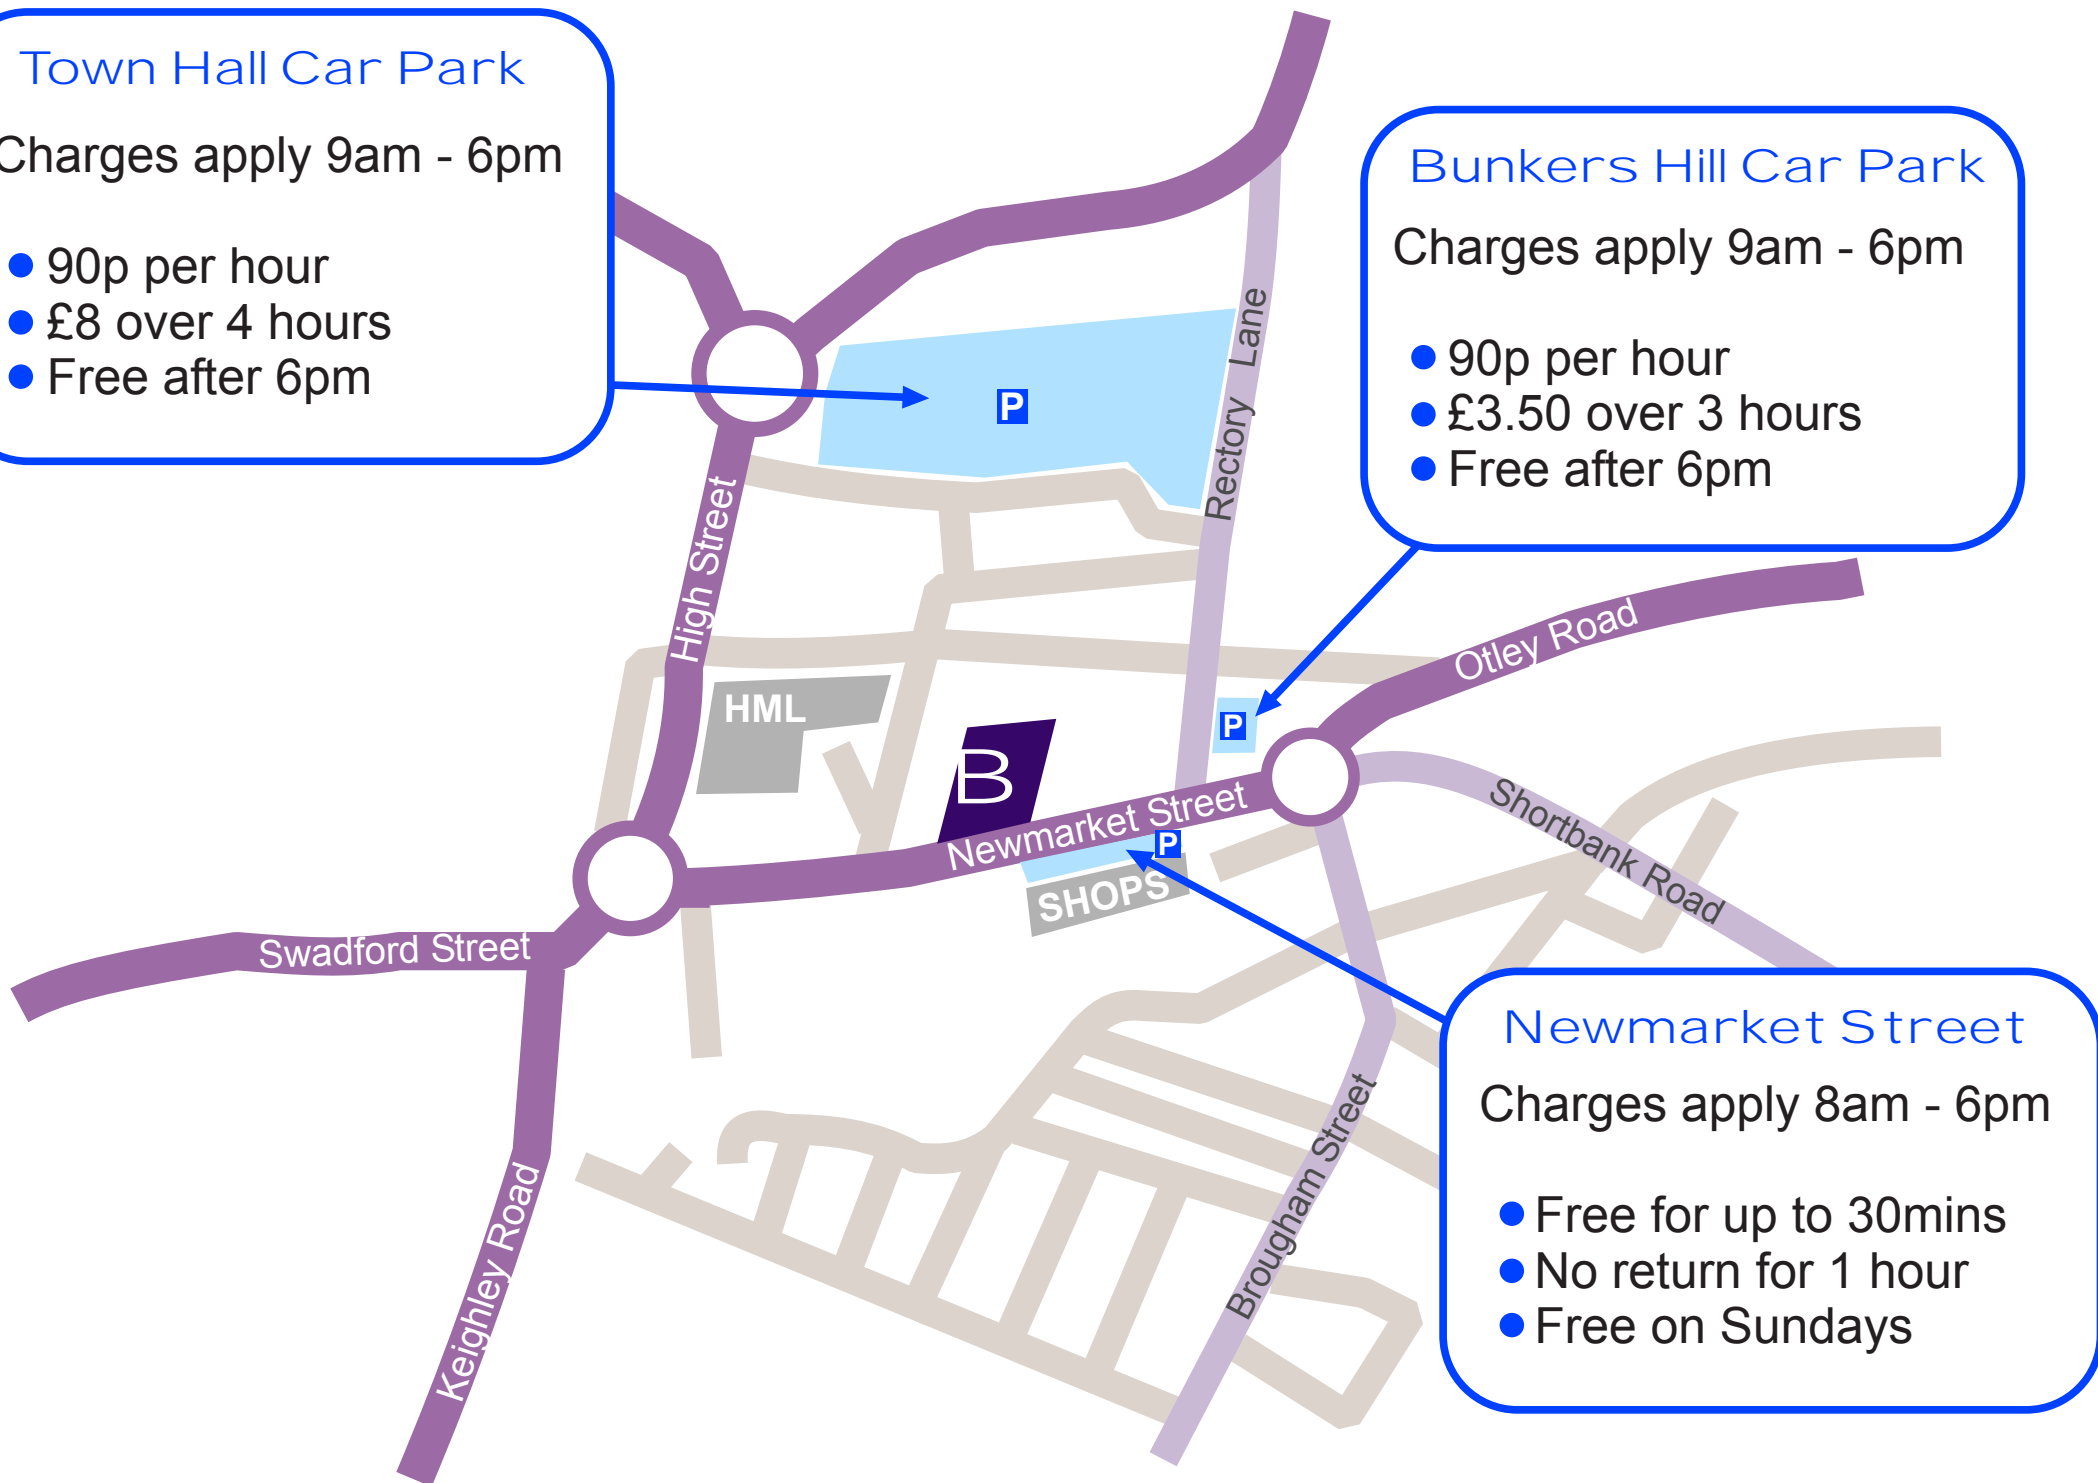 Town Hall Car Park
Charges apply 9am - 6pm
90p per hour
£8 over 4 hours
Free after 6pm
Bunkers Hill Car Park
Charges apply 9am - 6pm
90p per hour
£3.50 over 3 hours
Free after 6pm
P
Rectory Lane
High Street
Otley Road
HML
P
B
Newmarket Street
P
Shortbank Road
SHOPS
Swadford Street
Newmarket Street
Charges apply 8am - 6pm
Free for up to 30mins
No return for 1 hour
Free on Sundays
Brougham Street
Keighley Road